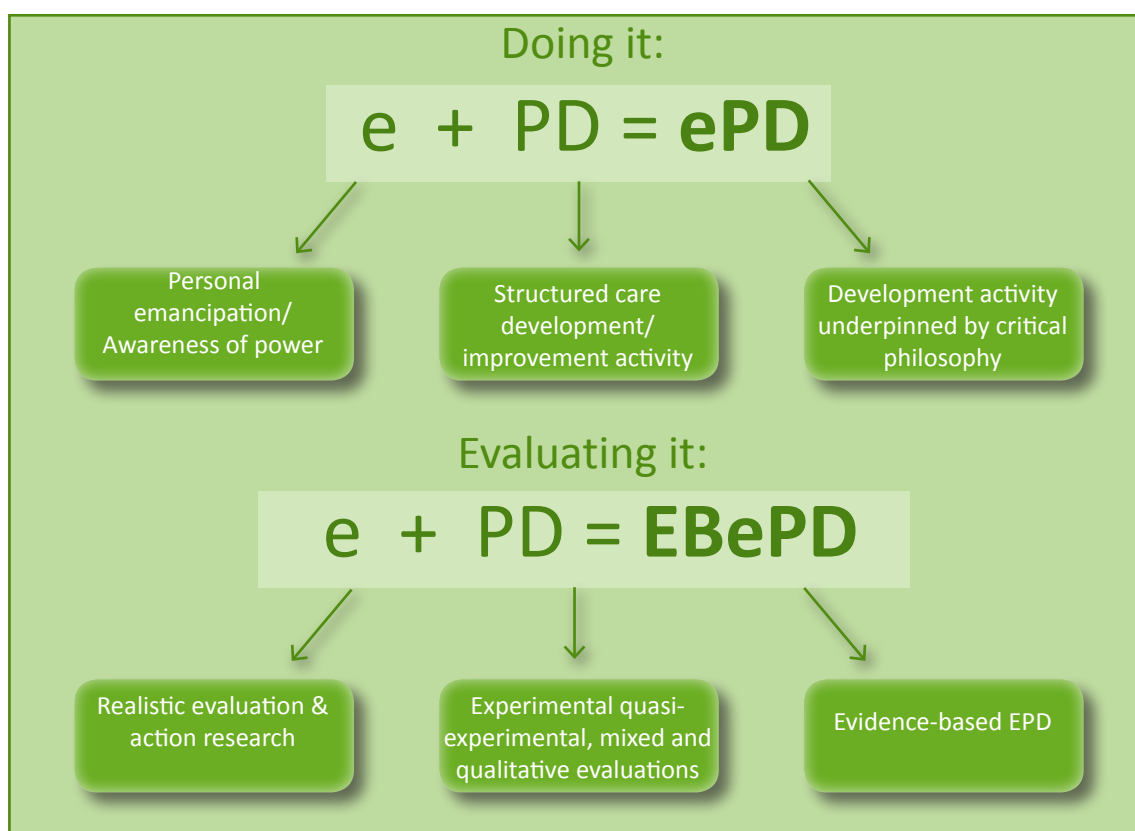 Doing it:
e + PD = ePD
Personal
emancipation/
Awareness of power
Structured care
development/
improvement activity
Development activity
underpinned by critical
philosophy
Evaluating it:
e + PD = EBePD
Realistic evaluation &
action research
Experimental quasi-
experimental, mixed and
qualitative evaluations
Evidence-based EPD